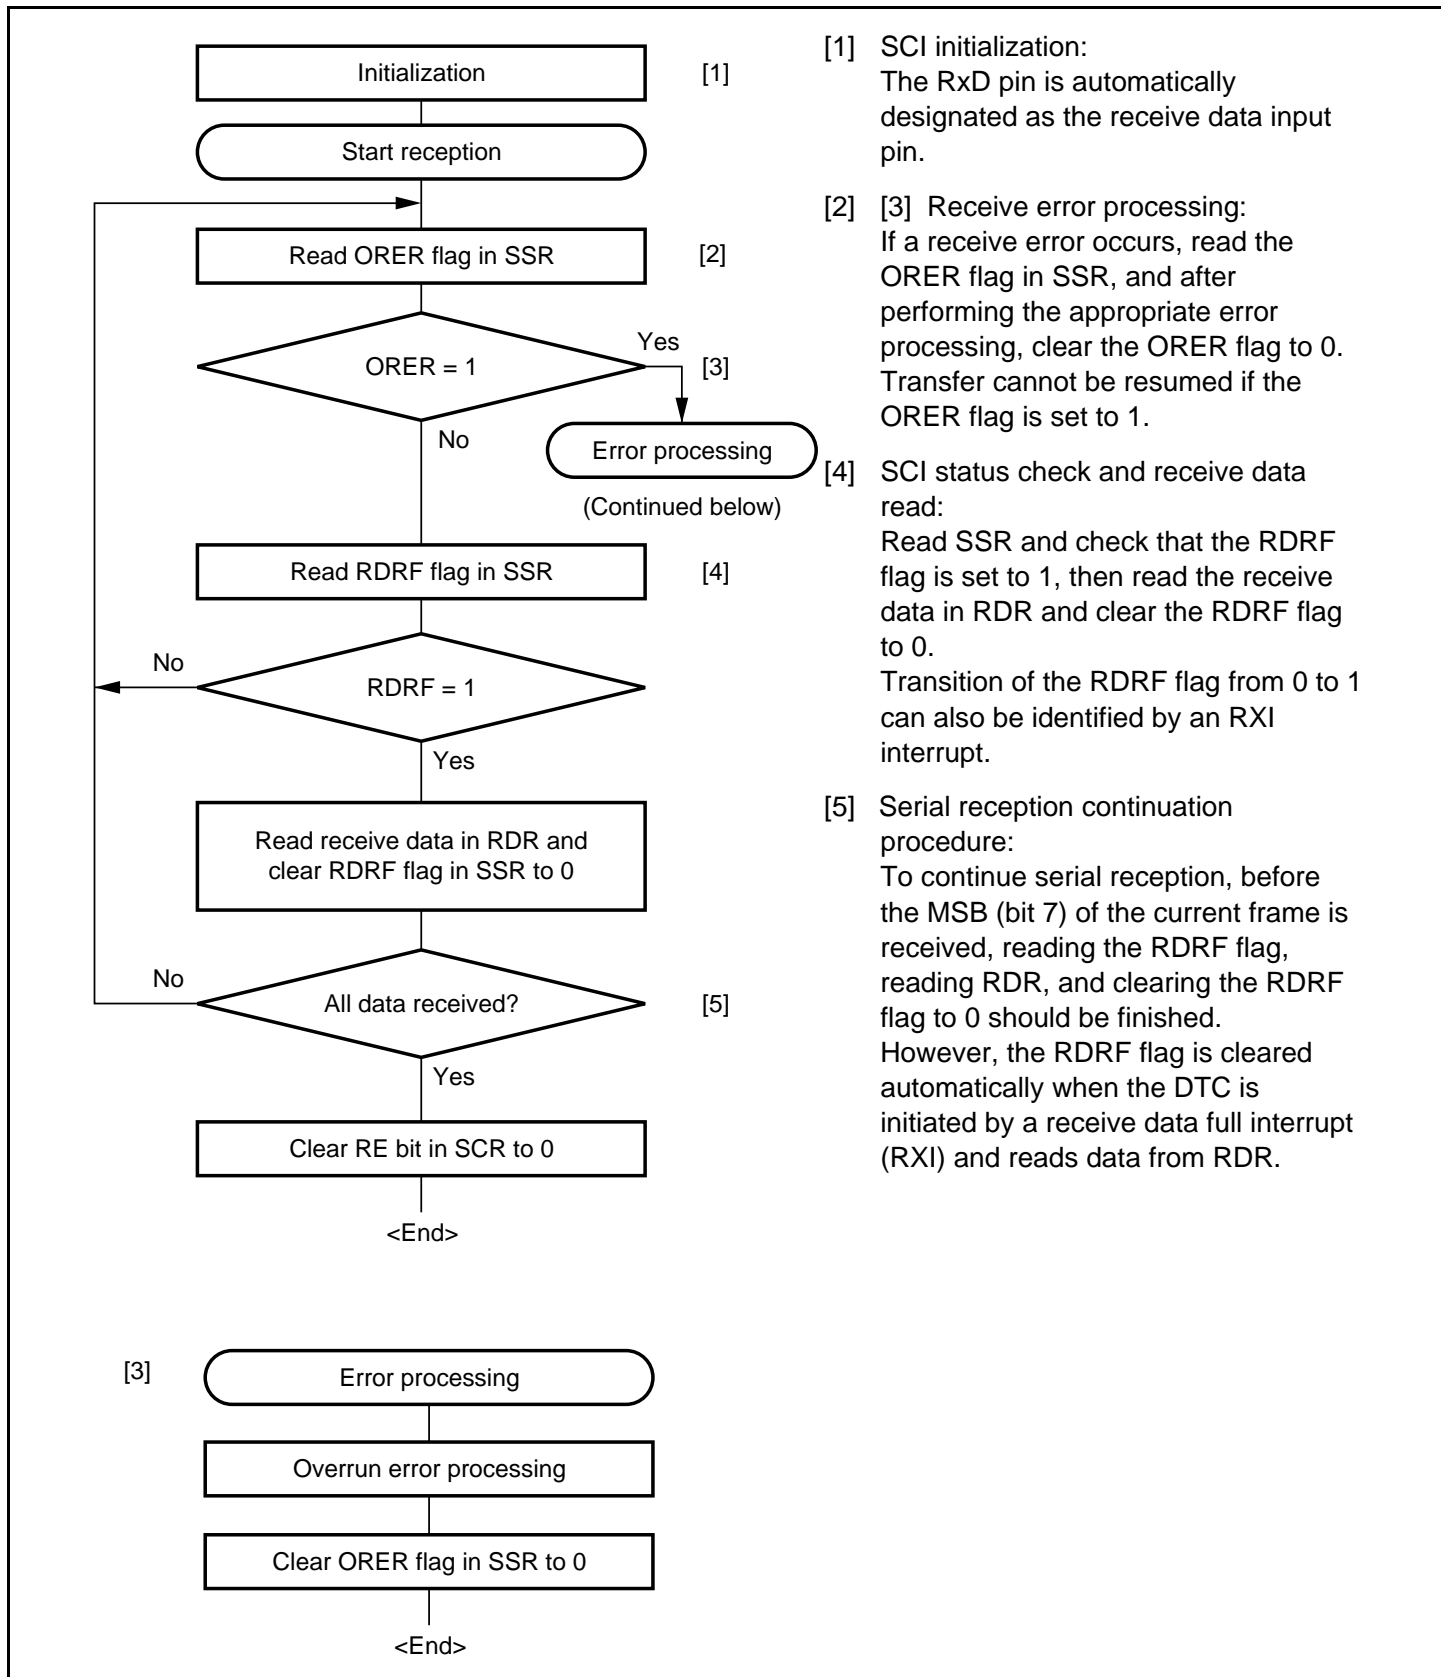 Initialization
[1]
Start reception
Read ORER flag in SSR
[2]
ORER = 1
Yes
[3]
No
Error processing
(Continued below)
Read RDRF flag in SSR
[4]
No
RDRF = 1
Yes
Read receive data in RDR and
clear RDRF flag in SSR to 0
No
All data received?
[5]
Yes
Clear RE bit in SCR to 0
<End>
[3]
Error processing
Overrun error processing
Clear ORER flag in SSR to 0
<End>
[1] SCI initialization:
The RxD pin is automatically
designated as the receive data input
pin.
[2] [3] Receive error processing:
If a receive error occurs, read the
ORER flag in SSR, and after
performing the appropriate error
processing, clear the ORER flag to 0.
Transfer cannot be resumed if the
ORER flag is set to 1.
[4] SCI status check and receive data
read:
Read SSR and check that the RDRF
flag is set to 1, then read the receive
data in RDR and clear the RDRF flag
to 0.
Transition of the RDRF flag from 0 to 1
can also be identified by an RXI
interrupt.
[5] Serial reception continuation
procedure:
To continue serial reception, before
the MSB (bit 7) of the current frame is
received, reading the RDRF flag,
reading RDR, and clearing the RDRF
flag to 0 should be finished.
However, the RDRF flag is cleared
automatically when the DTC is
initiated by a receive data full interrupt
(RXI) and reads data from RDR.